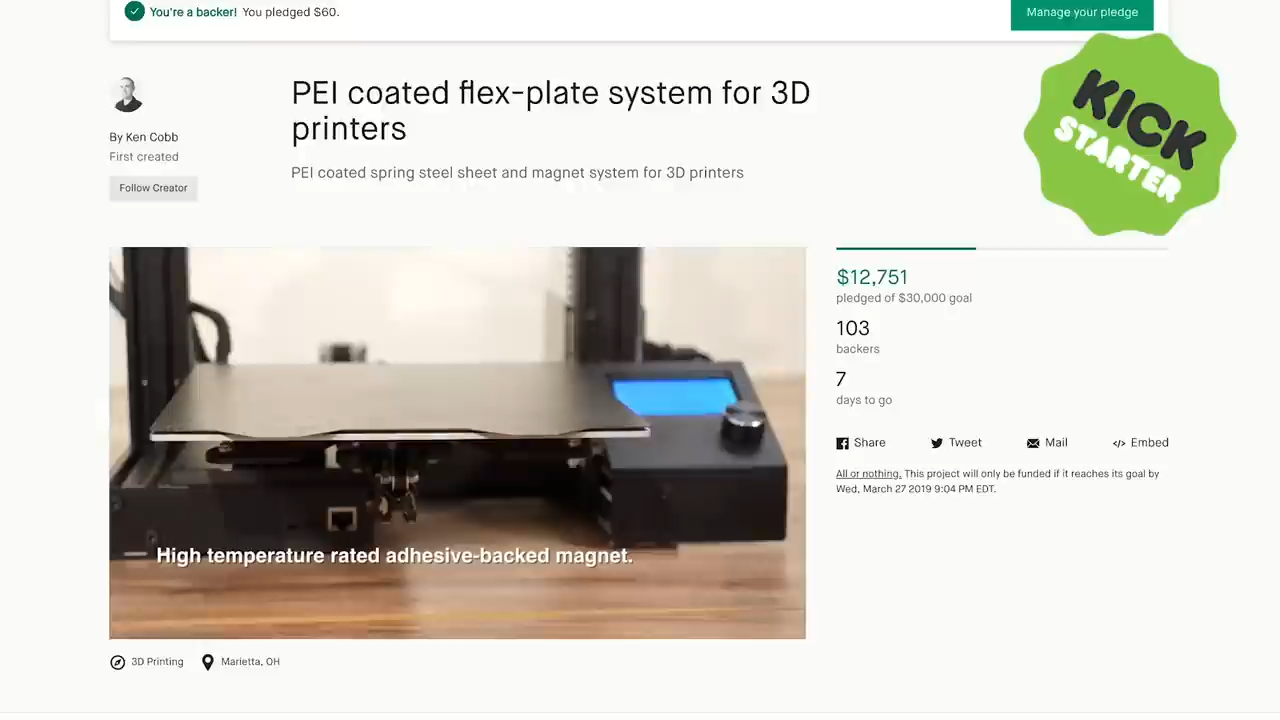 You're a backer! You pledged $60.
Manage your pledge
KICK
STARTER
PEI coated flex-plate system for 3D
printers
By Ken Cobb
First created
PEI coated spring steel sheet and magnet system for 3D printers
Follow Creator
$12,751
pledged of $30,000 goal
103
backers
7
days to go
Share
Tweet
Mail
Embed
All or nothing. This project will only be funded if it reaches its goal by
Wed, March 27 2019 9:04 PM EDT.
High temperature rated adhesive-backed magnet.
3D Printing
Marietta, OH